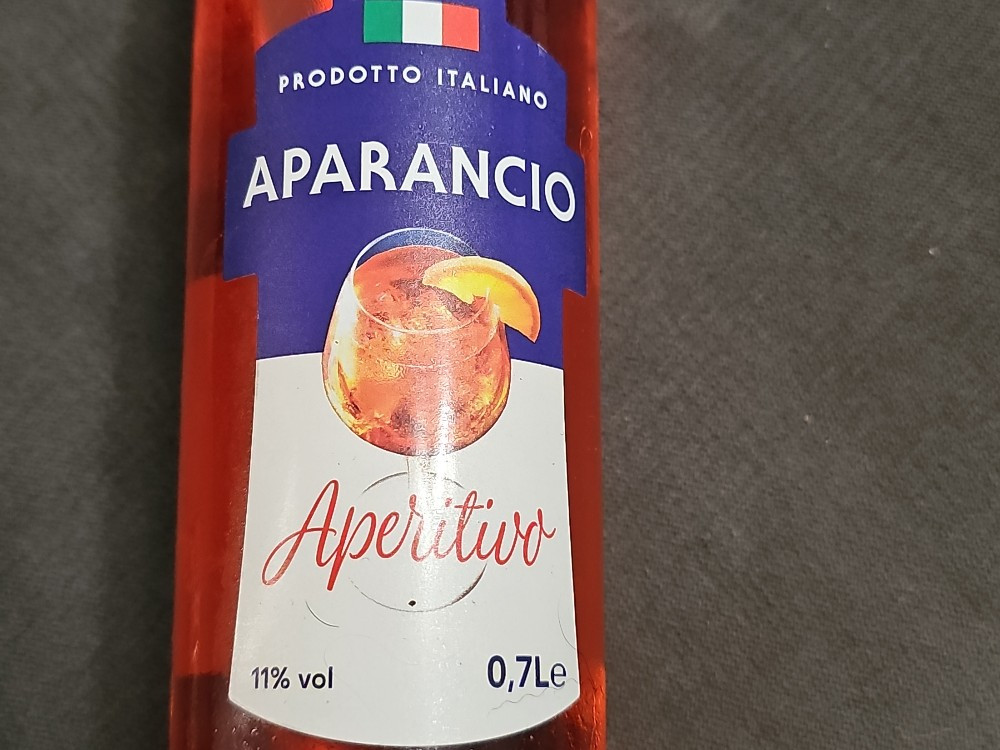 PRODOTTO ITALIANO
APARANCIO
Aperitivo
11% vol
0,7Le